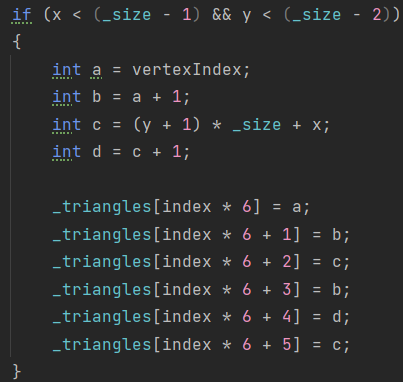 if (x < (_size - 1) && y < (_size - 2))
{
    int a = vertexIndex;
    int b = a + 1;
    int c = (y + 1) * _size + x;
    int d = c + 1;

    _triangles[index * 6] = a;
    _triangles[index * 6 + 1] = b;
    _triangles[index * 6 + 2] = c;
    _triangles[index * 6 + 3] = b;
    _triangles[index * 6 + 4] = d;
    _triangles[index * 6 + 5] = c;
}